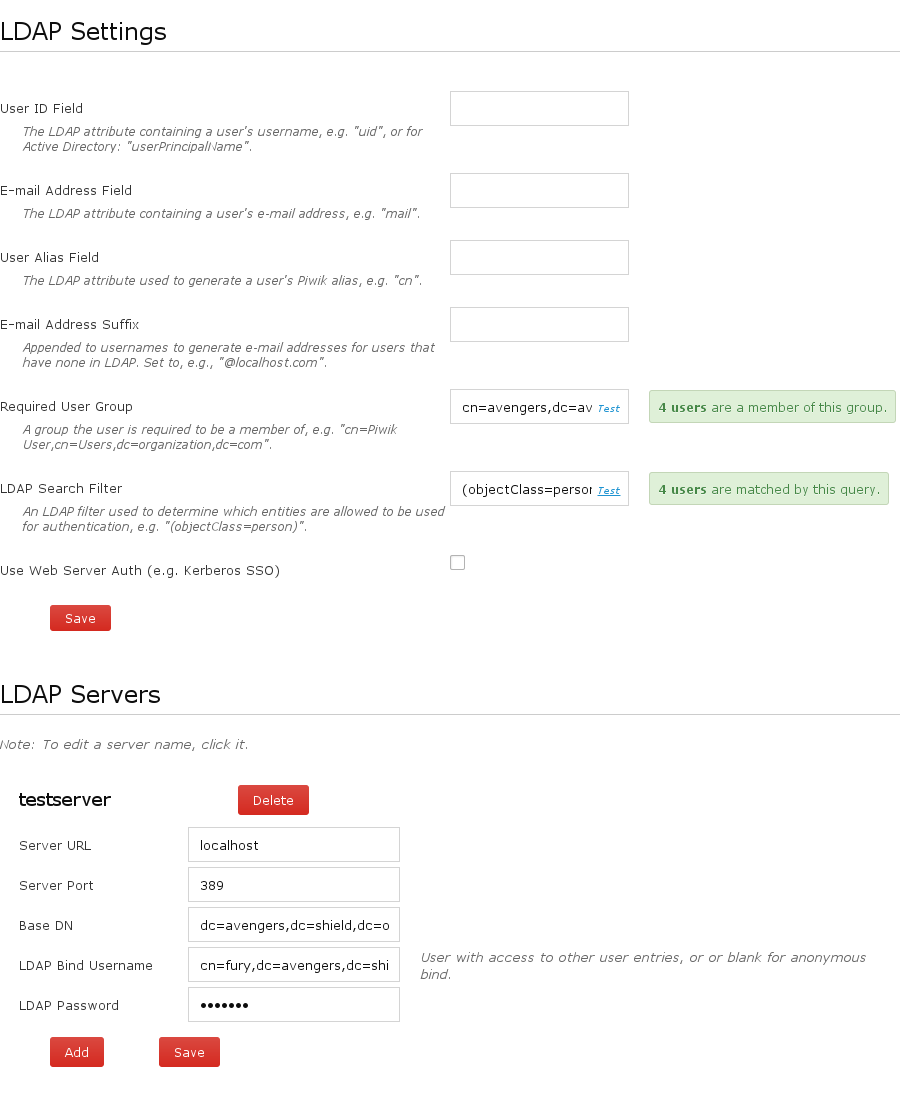 LDAP Settings
User ID Field
The LDAP attribute containing a user's username, e.g. "uid", or for
Active Directory: "userPrincipalName".
E-mail Address Field
The LDAP attribute containing a user's e-mail address, e.g. "mail".
User Alias Field
The LDAP attribute used to generate a user's Piwik alias, e.g. "cn".
E-mail Address Suffix
Appended to usernames to generate e-mail addresses for users that
have none in LDAP. Set to, e.g., "@localhost.com".
Required User Group
cn=avengers,dc=av Test
4 users are a member of this group.
A group the user is required to be a member of, e.g. "cn=Piwik
User,cn=Users,dc=organization,dc=com".
LDAP Search Filter
(objectClass=person Test
4 users are matched by this query.
An LDAP filter used to determine which entities are allowed to be used
for authentication, e.g. "(objectClass=person)".
Use Web Server Auth (e.g. Kerberos SSO)
Save
LDAP Servers
Note: To edit a server name, click it.
testserver
Delete
Server URL
localhost
Server Port
389
Base DN
dc=avengers,dc=shield,dc=o
LDAP Bind Username
cn=fury,dc=avengers,dc=shi
User with access to other user entries, or or blank for anonymous
bind.
LDAP Password
•••••••
Add
Save